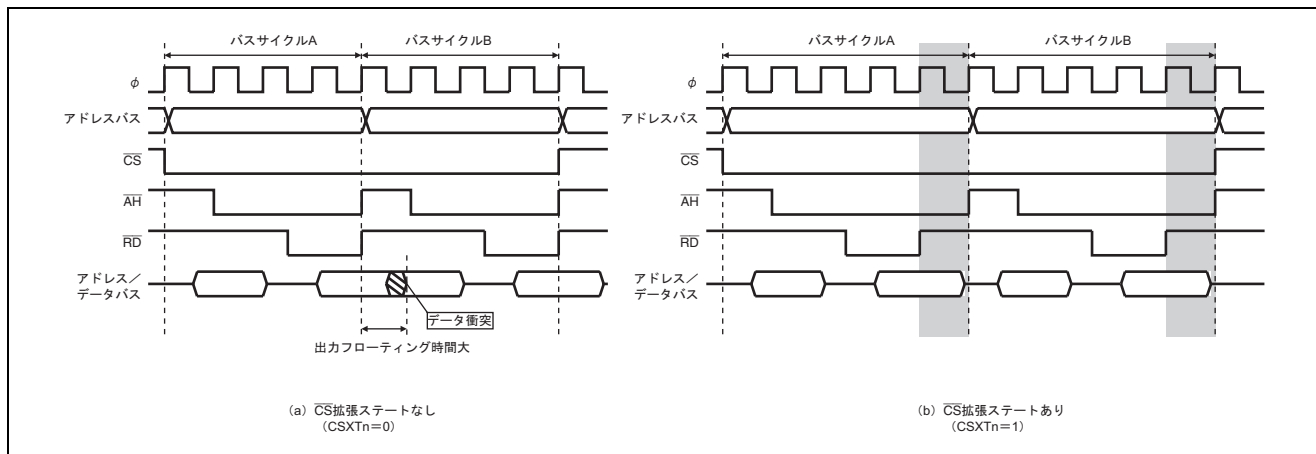 バスサイクルA
バスサイクルB
φ
アドレスバス
CS
AH
RD
アドレス／
データバス
データ衝突
出力フローティング時間大
(a) CS拡張ステートなし
(CSXTn＝0)
バスサイクルA
バスサイクルB
φ
アドレスバス
CS
AH
RD
アドレス／
データバス
(b) CS拡張ステートあり
(CSXTn＝1)